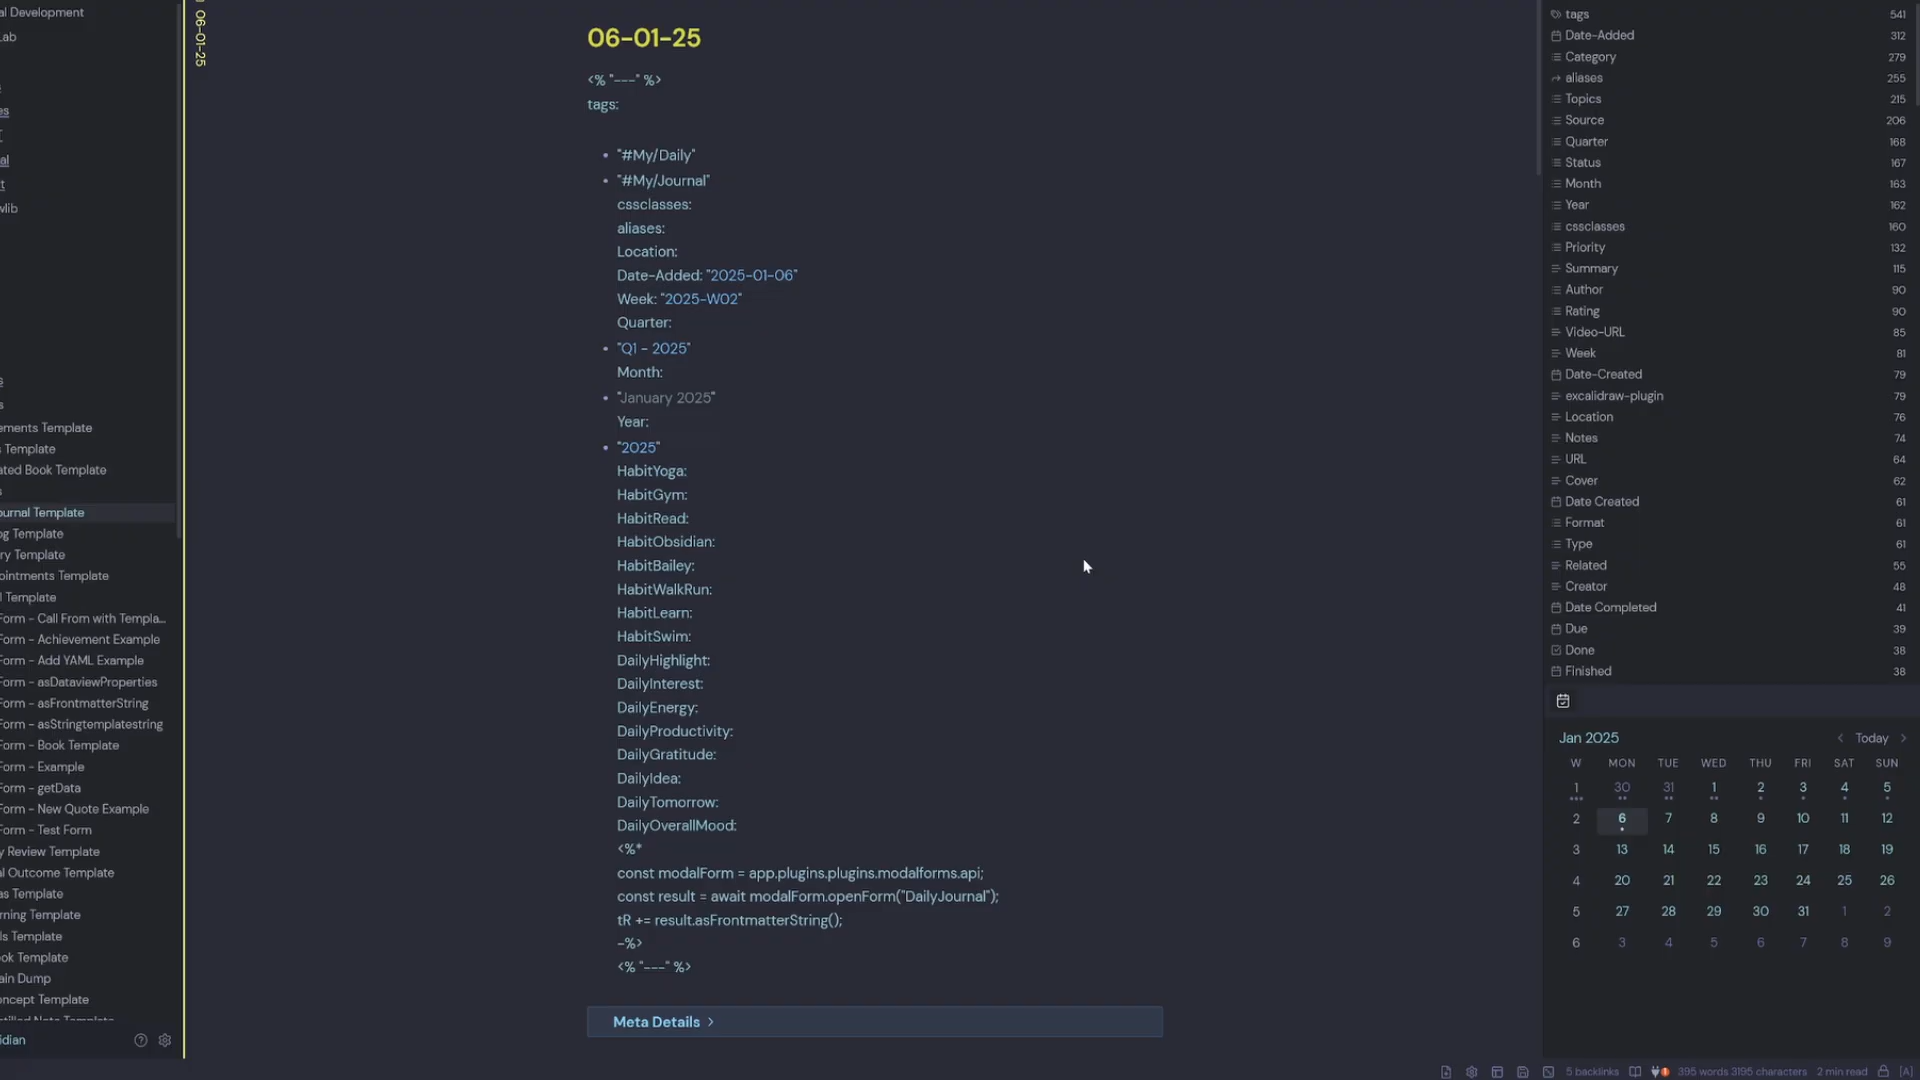 al Development
Lab
es
al
t
wlib
s
s
ements Template
s Template
ated Book Template
s
ournal Template
og Template
ry Template
ointments Template
l Template
Form - Call From with Templa...
Form - Achievement Example
Form - Add YAML Example
Form - asDataviewProperties
Form - asFrontmatterString
Form - asStringtemplatestring
Form - Book Template
Form - Example
Form - getData
Form - New Quote Example
Form - Test Form
y Review Template
al Outcome Template
as Template
rning Template
ls Template
ok Template
ain Dump
oncept Template
idian
06-01-25
06-01-25
<% "---" %>
tags:
• "#My/Daily"
• "#My/Journal"
cssclasses:
aliases:
Location:
Date-Added: "2025-01-06"
Week: "2025-W02"
Quarter:
• "Q1 - 2025"
Month:
• "January 2025"
Year:
• "2025"
HabitYoga:
HabitGym:
HabitRead:
HabitObsidian:
HabitBailey:
HabitWalkRun:
HabitLearn:
HabitSwim:
DailyHighlight:
DailyInterest:
DailyEnergy:
DailyProductivity:
DailyGratitude:
DailyIdea:
DailyTomorrow:
DailyOverallMood:
<%*
const modalForm = app.plugins.plugins.modalforms.api;
const result = await modalForm.openForm("DailyJournal");
tR += result.asFrontmatterString();
-%>
<% "---" %>
Meta Details >
tags 541
Date-Added 312
Category 279
aliases 255
Topics 215
Source 206
Quarter 168
Status 167
Month 163
Year 162
cssclasses 160
Priority 132
Summary 115
Author 90
Rating 90
Video-URL 85
Week 81
Date-Created 79
excalidraw-plugin 79
Location 76
Notes 74
URL 64
Cover 62
Date Created 61
Format 61
Type 61
Related 55
Creator 48
Date Completed 41
Due 39
Done 38
Finished 38
Jan 2025 < Today >
W MON TUE WED THU FRI SAT SUN
1 30 31 1 2 3 4 5
2 6 7 8 9 10 11 12
3 13 14 15 16 17 18 19
4 20 21 22 23 24 25 26
5 27 28 29 30 31 1 2
6 3 4 5 6 7 8 9
5 backlinks 395 words 3195 characters 2 min read [A]